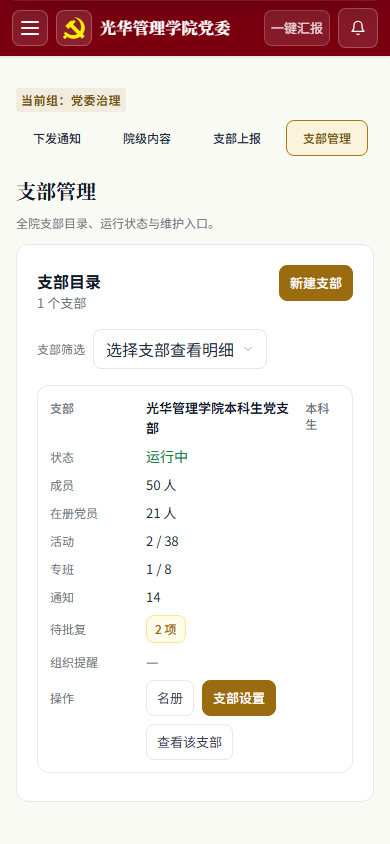 光华管理学院党委
一键汇报
当前组：党委治理
下发通知 院级内容 支部上报 支部管理
支部管理
全院支部目录、运行状态与维护入口。
支部目录
1 个支部
新建支部
支部筛选 选择支部查看明细
支部 光华管理学院本科生党支部 本科生
状态 运行中
成员 50 人
在册党员 21 人
活动 2 / 38
专班 1 / 8
通知 14
待批复 2 项
组织提醒 —
操作 名册 支部设置
查看该支部